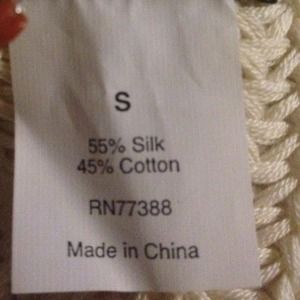 S
55% Silk
45% Cotton
RN77388
Made in China